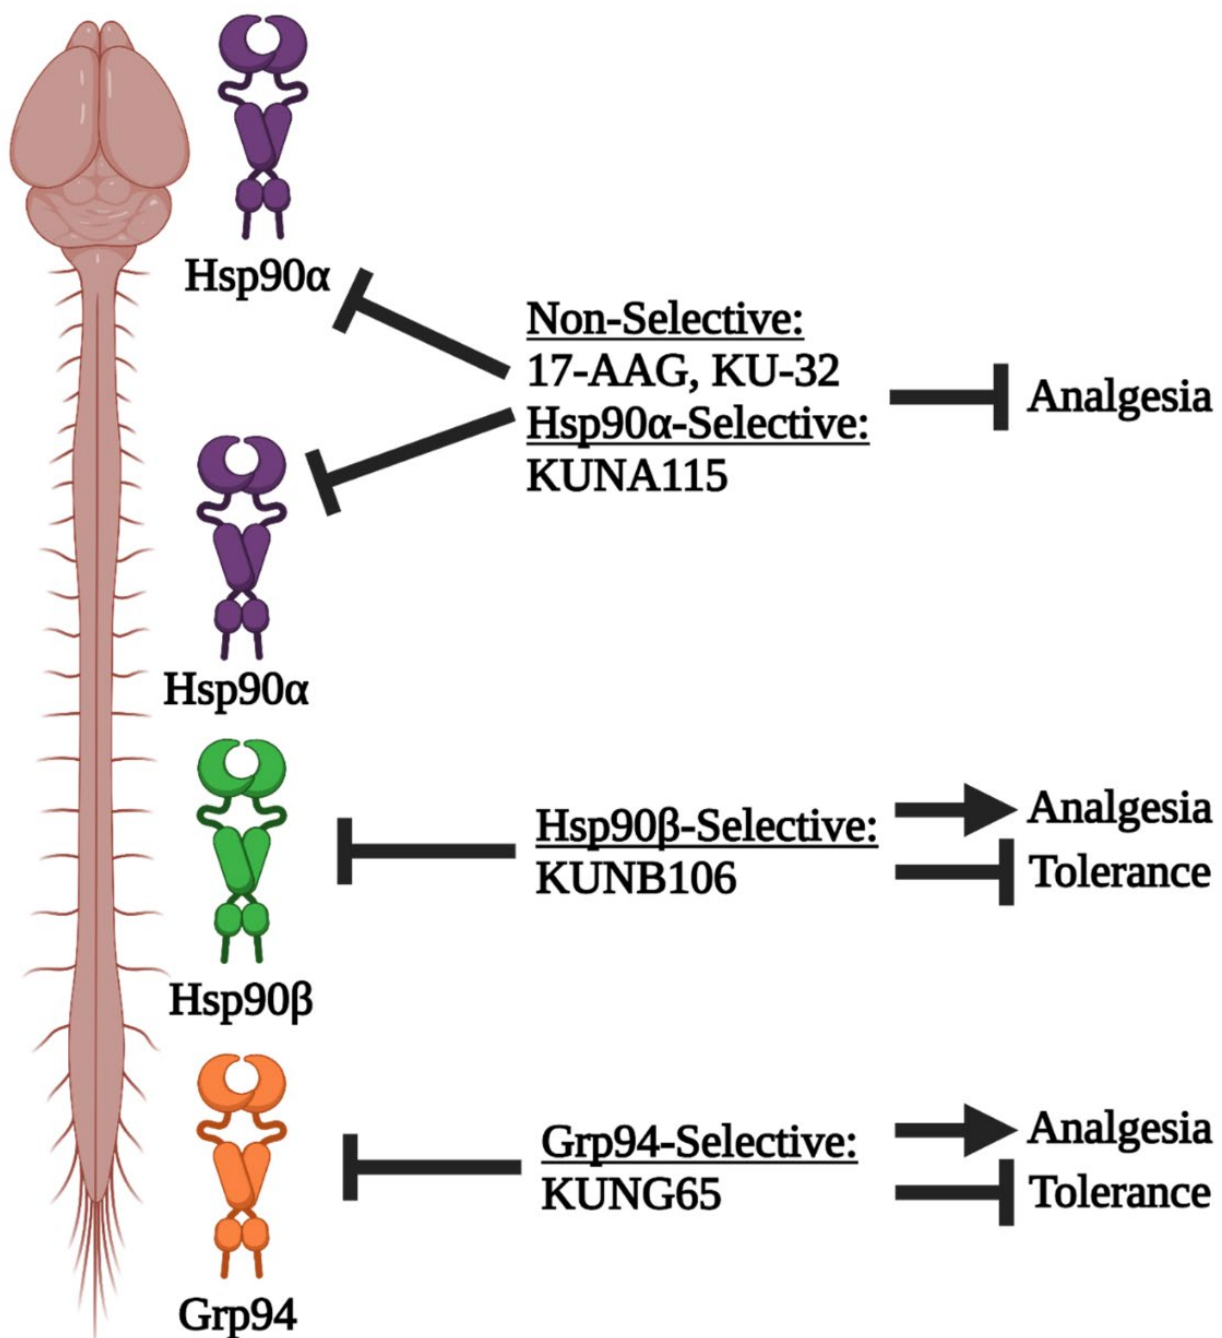 Hsp90α
Non-Selective:
17-AAG, KU-32
Hsp90α-Selective:
KUNA115
Analgesia
Hsp90α
Hsp90β-Selective:
KUNB106
Analgesia
Tolerance
Hsp90β
Grp94-Selective:
KUNG65
Analgesia
Tolerance
Grp94